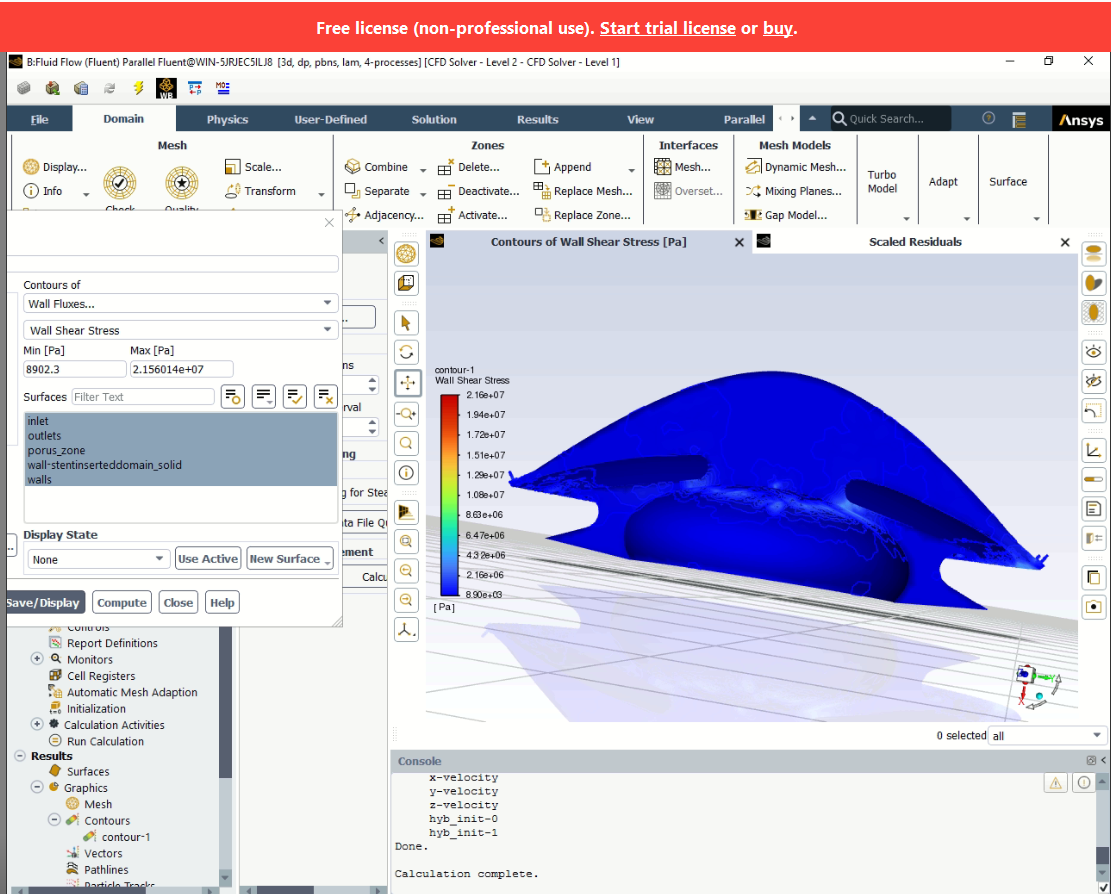 Free license (non-professional use). Start trial license or buy.
B:Fluid Flow (Fluent) Parallel Fluent@WIN-5JRJEC5ILJ8 [3d, dp, pbns, lam, 4-processes] [CFD Solver - Level 2 - CFD Solver - Level 1]
WB
File Domain Physics User-Defined Solution Results View Parallel Quick Search... Ansys
Mesh Zones Interfaces Mesh Models
Display... Scale... Combine Delete... Append Mesh... Dynamic Mesh... Turbo Model Adapt Surface
Info Transform Separate Deactivate... Replace Mesh... Overset... Mixing Planes...
Check Quality Adjacency... Activate... Replace Zone... Gap Model...
Contours of Wall Shear Stress [Pa] Scaled Residuals
Contours of
Wall Fluxes...
Wall Shear Stress
Min [Pa] Max [Pa]
8902.3 2.156014e+07
Surfaces Filter Text
inlet
outlets
porus_zone
wall-stentinserteddomain_solid
walls
Display State
None Use Active New Surface
Save/Display Compute Close Help
ns
rval
ng
g for Stea
ata File Qu
ement
Calcu
contour-1
Wall Shear Stress
2.16e+07
1.94e+07
1.72e+07
1.51e+07
1.29e+07
1.08e+07
8.63e+06
6.47e+06
4.32e+06
2.16e+06
8.90e+03
[ Pa ]
X
0 selected all
Controls
Report Definitions
Monitors
Cell Registers
Automatic Mesh Adaption
Initialization
Calculation Activities
Run Calculation
Results
Surfaces
Graphics
Mesh
Contours
contour-1
Vectors
Pathlines
Particle Tracks
Console
x-velocity
y-velocity
z-velocity
hyb_init-0
hyb_init-1
Done.
Calculation complete.